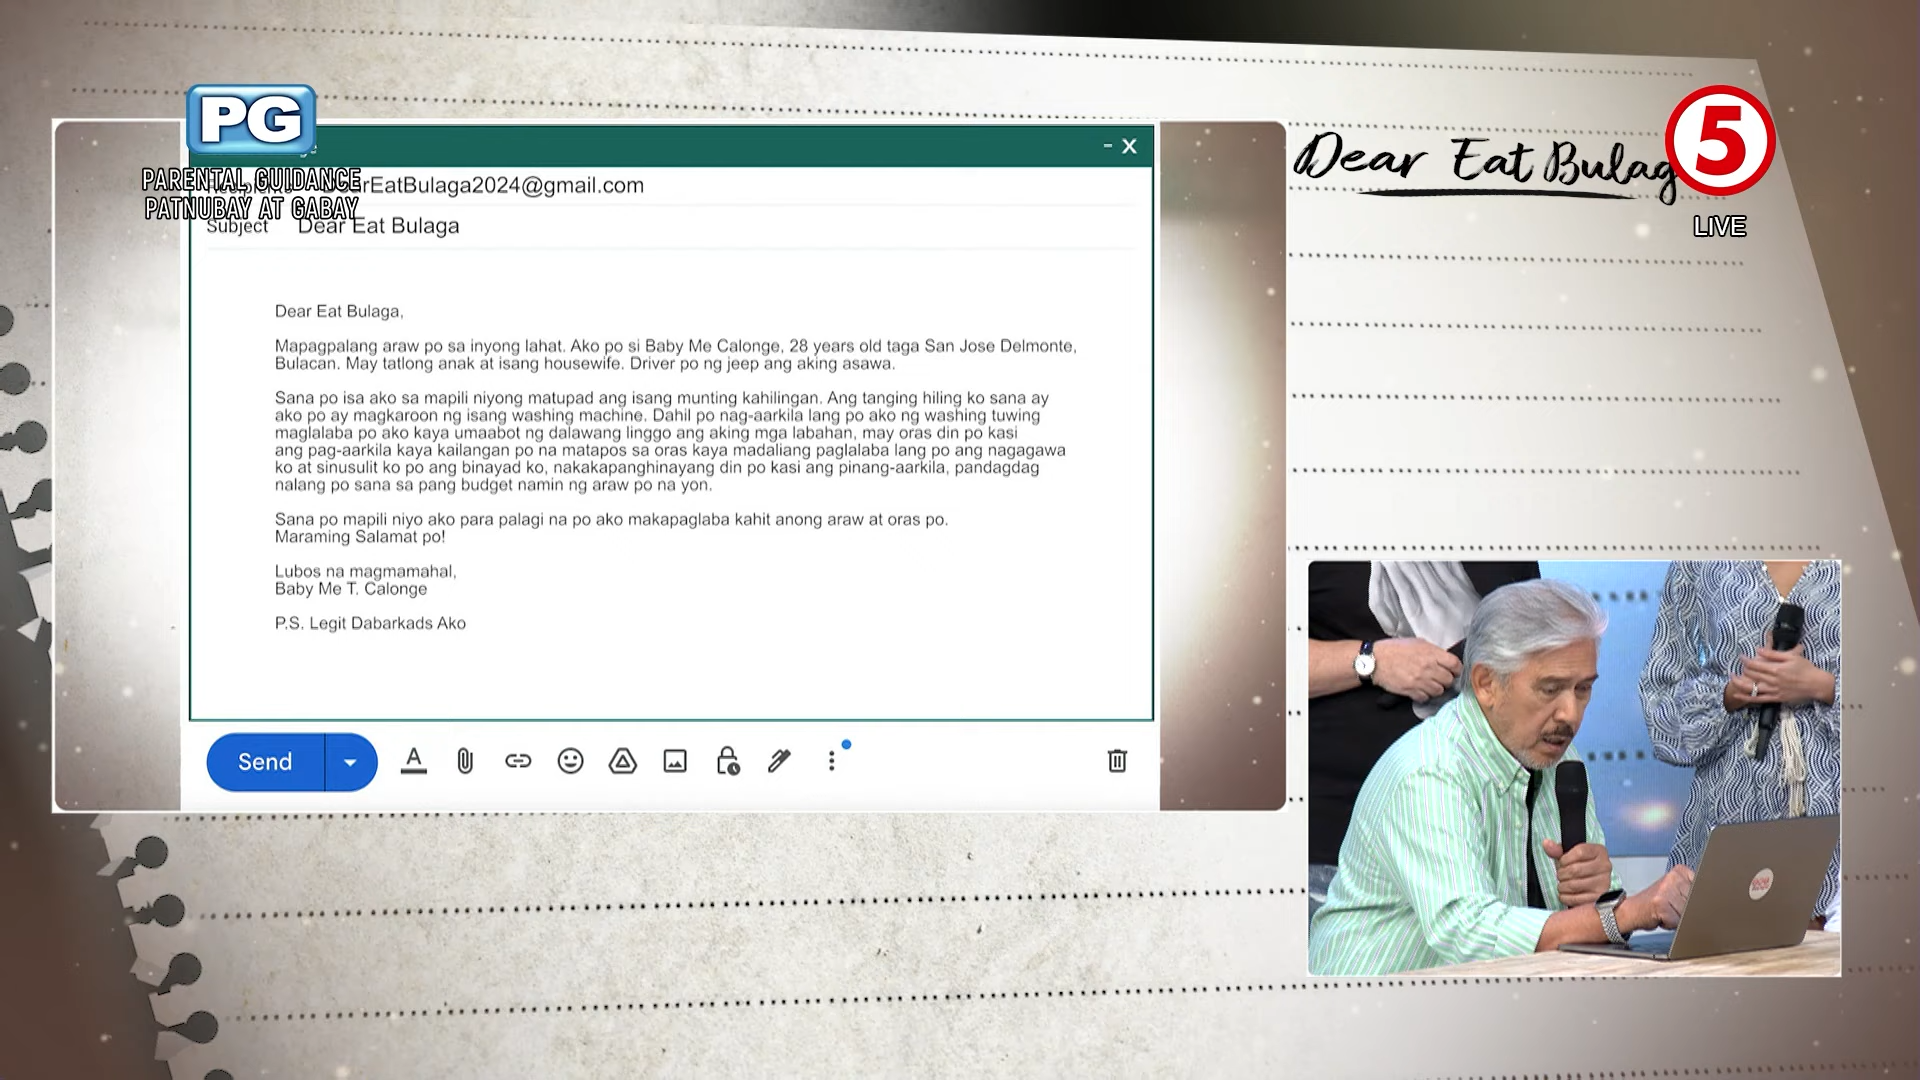 PG
PARENTAL GUIDANCE
PATNUBAY AT GABAY
EatBulaga2024@gmail.com
Subject Dear Eat Bulaga
Dear Eat Bulaga,
Mapagpalang araw po sa inyong lahat. Ako po si Baby Me Calonge, 28 years old taga San Jose Delmonte,
Bulacan. May tatlong anak at isang housewife. Driver po ng jeep ang aking asawa.
Sana po isa ako sa mapili niyong matupad ang isang munting kahilingan. Ang tanging hiling ko sana ay
ako po ay magkaroon ng isang washing machine. Dahil po nag-aarkila lang po ako ng washing tuwing
maglalaba po ako kaya umaabot ng dalawang linggo ang aking mga labahan, may oras din po kasi
ang pag-aarkila kaya kailangan po na matapos sa oras kaya madaliang paglalaba lang po ang nagagawa
ko at sinusulit ko po ang binayad ko, nakakapanghinayang din po kasi ang pinang-aarkila, pandagdag
nalang po sana sa pang budget namin ng araw po na yon.
Sana po mapili niyo ako para palagi na po ako makapaglaba kahit anong araw at oras po.
Maraming Salamat po!
Lubos na magmamahal,
Baby Me T. Calonge
P.S. Legit Dabarkads Ako
Send
Dear Eat Bulag
5
LIVE